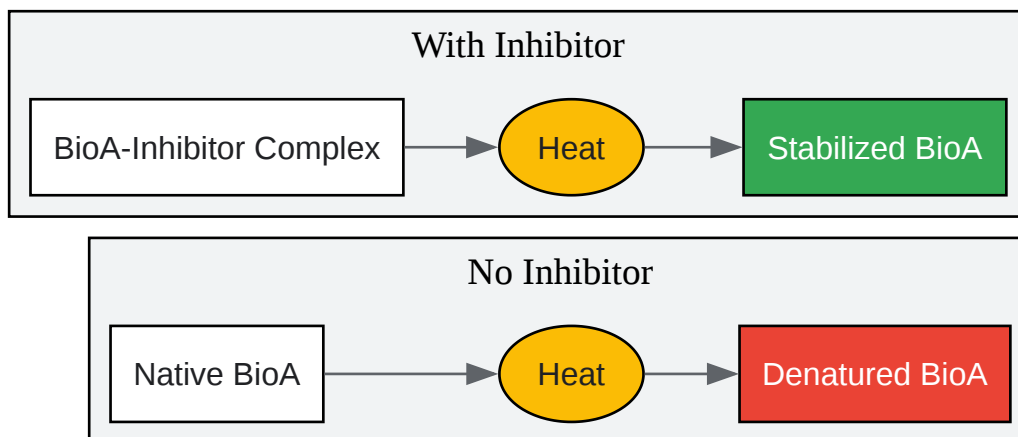 With Inhibitor
BioA-Inhibitor Complex
Heat
Stabilized BioA
No Inhibitor
Native BioA
Heat
Denatured BioA